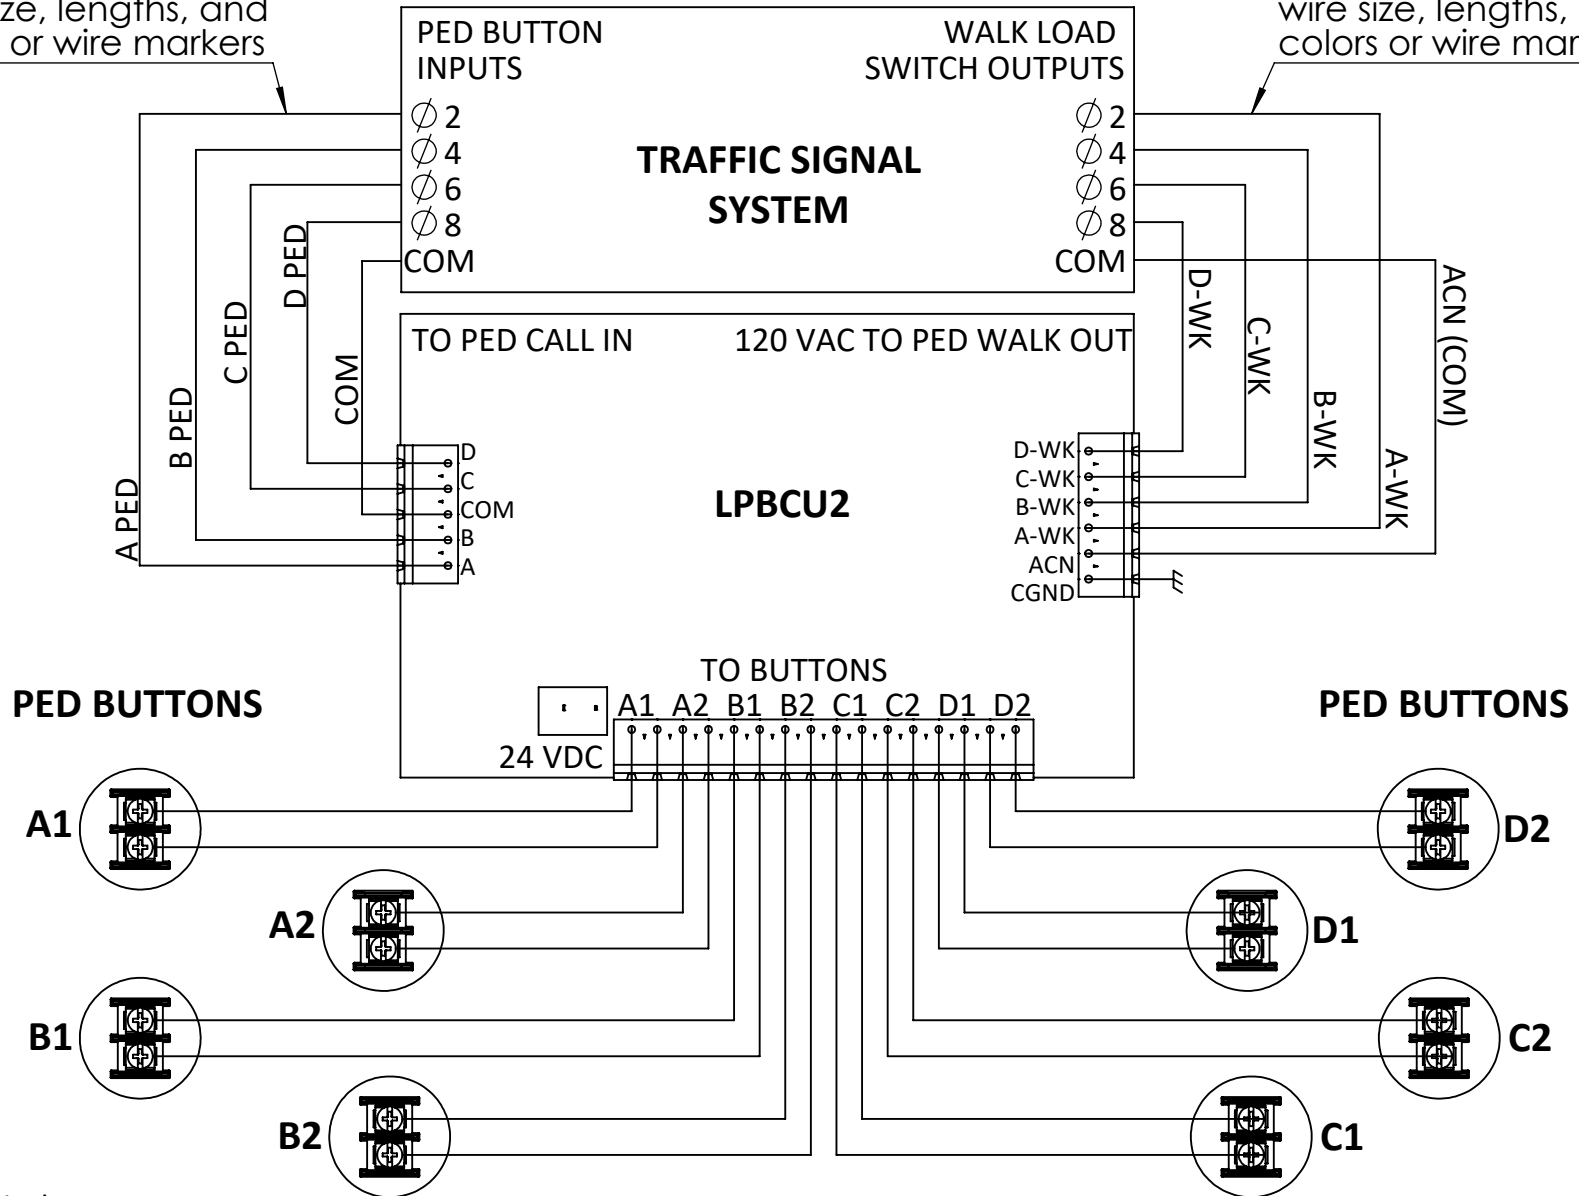 lengths, and
or wire markers
wire size, lengths,
colors or wire
PED BUTTON
INPUTS
2
4
6
8
COM
WALK LOAD
SWITCH OUTPUTS
2
4
6
8
COM
TRAFFIC SIGNAL
SYSTEM
A PED
B PED
C PED
D PED
COM
D-WK
C-WK
B-WK
A-WK
ACN (COM)
TO PED CALL IN
120 VAC TO PED WALK OUT
D
C
COM
B
A
LPBCU2
D-WK
C-WK
B-WK
A-WK
ACN
CGND
TO BUTTONS
A1 A2 B1 B2 C1 C2 D1 D2
24 VDC
PED BUTTONS
PED BUTTONS
A1
A2
B1
B2
D2
D1
C2
C1